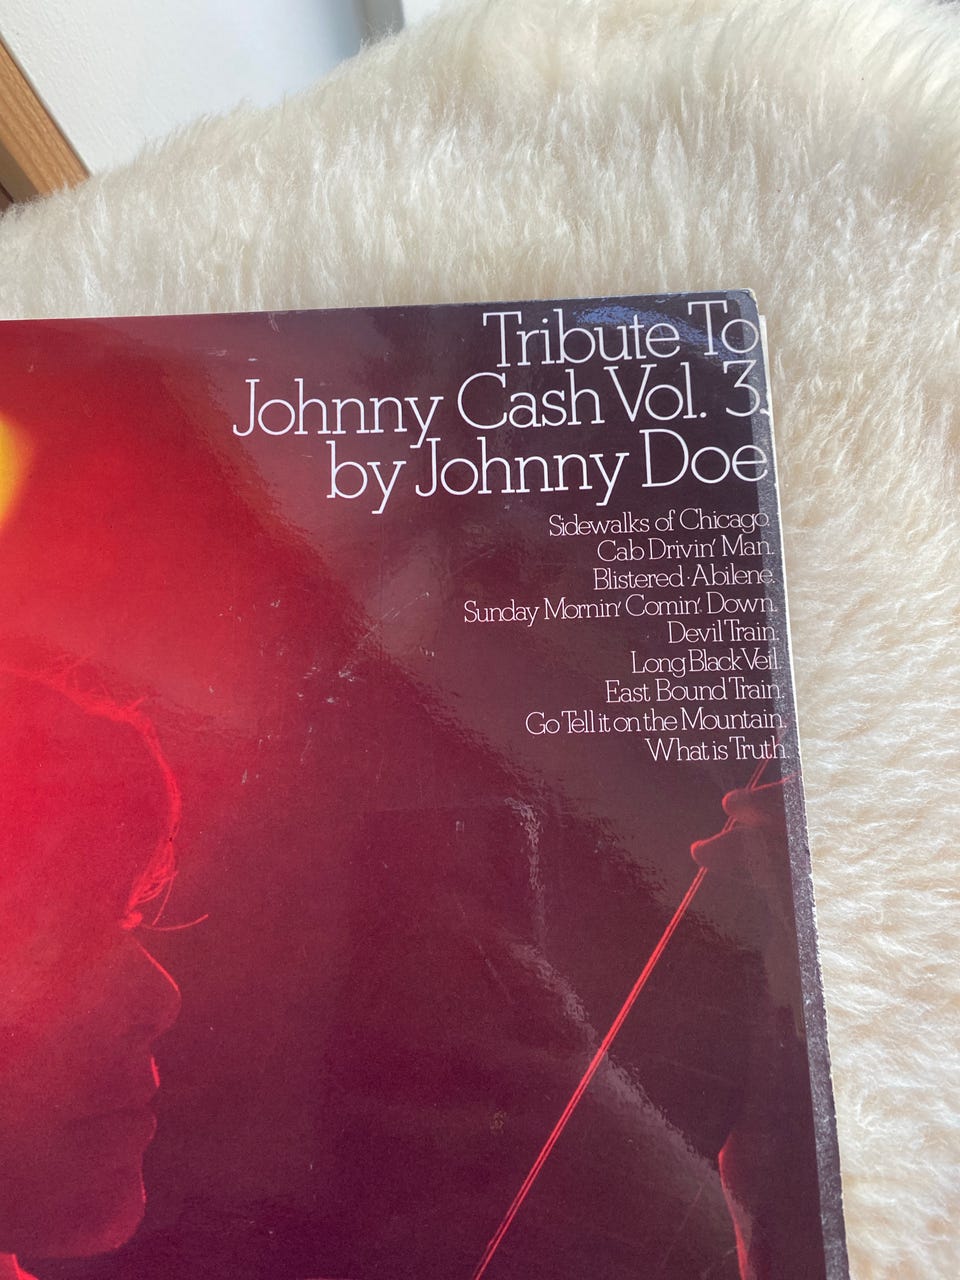 Tribute To
Johnny Cash Vol. 3.
by Johnny Doe
Sidewalks of Chicago.
Cab Drivin' Man.
Blistered·Abilene.
Sunday Mornin' Comin'. Down.
Devil Train.
Long Black Veil.
East Bound Train.
Go Tell it on the Mountain.
What is Truth.